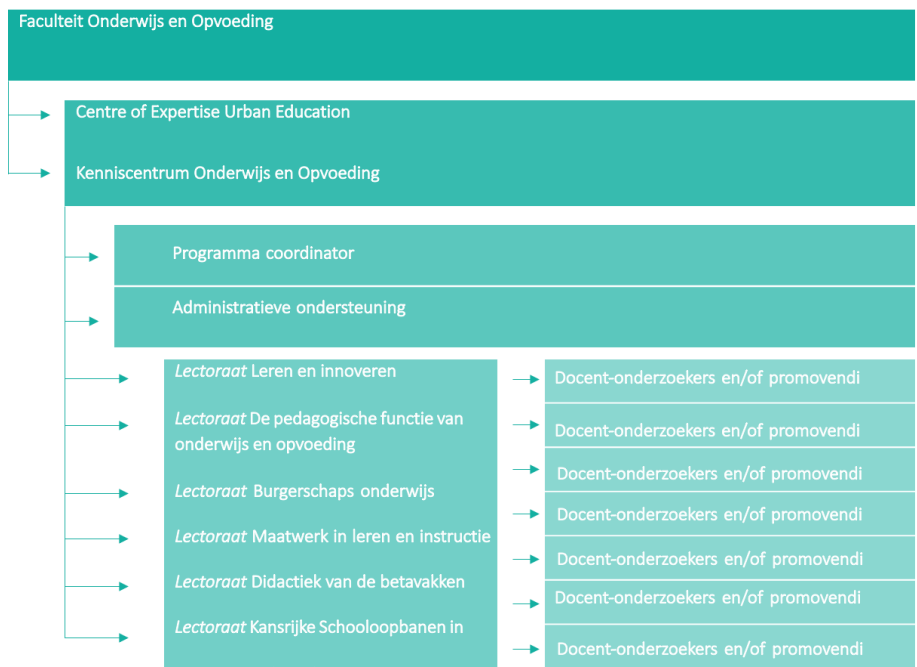 Faculteit Onderwijs en Opvoeding
Centre of Expertise Urban Education
Kenniscentrum Onderwijs en Opvoeding
Programma coordinator
Administratieve ondersteuning
Lectoraat Leren en innoveren
Lectoraat De pedagogische functie van
onderwijs en opvoeding
Lectoraat Burgerschaps onderwijs
Lectoraat Maatwerk in leren en instructie
Lectoraat Didactiek van de betavakken
Lectoraat Kansrijke Schooloopbanen in
Docent-onderzoekers en/of promovendi
Docent-onderzoekers en/of promovendi
Docent-onderzoekers en/of promovendi
Docent-onderzoekers en/of promovendi
Docent-onderzoekers en/of promovendi
Docent-onderzoekers en/of promovendi
Docent-onderzoekers en/of promovendi